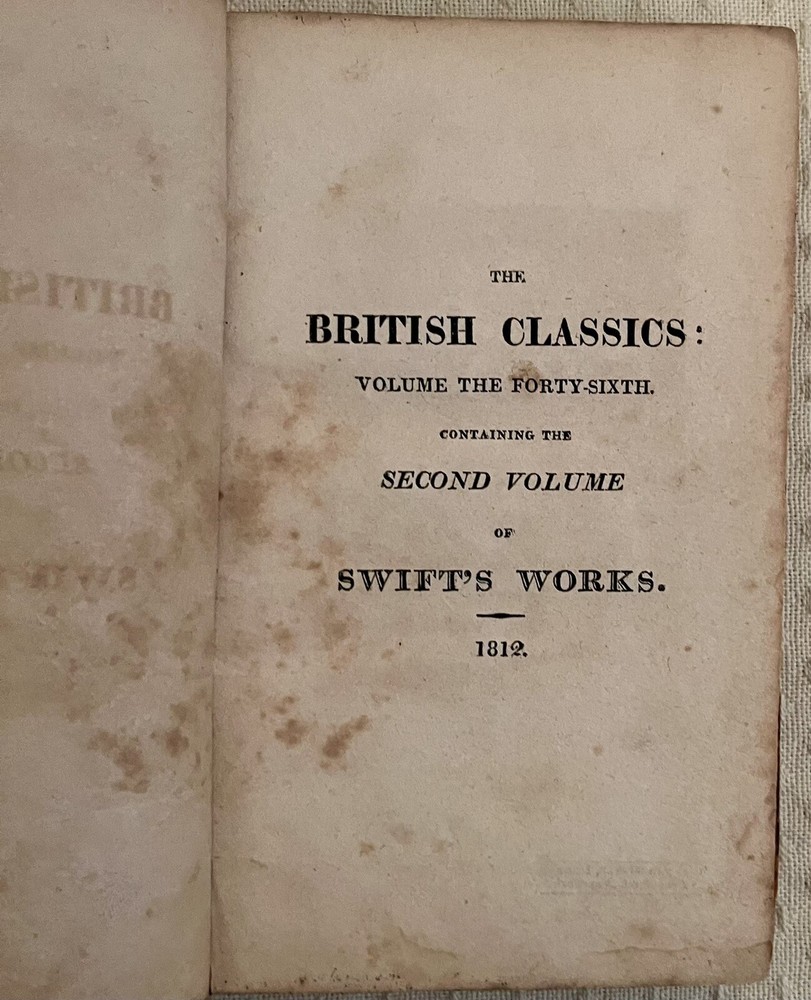 THE
BRITISH CLASSICS:
VOLUME THE FORTY-SIXTH.
CONTAINING THE
SECOND VOLUME
OF
SWIFT'S WORKS.
1812.